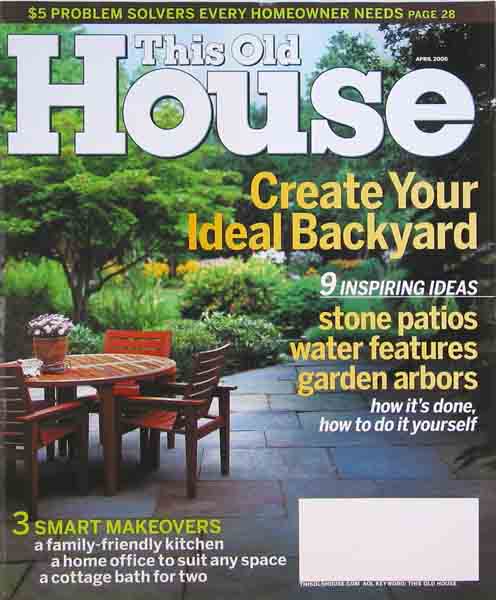 $5 PROBLEM SOLVERS EVERY HOMEOWNER NEEDS PAGE 28
This Old
House
APRIL 2006
Create Your
Ideal Backyard
9 INSPIRING IDEAS
stone patios
water features
garden arbors
how it's done,
how to do it yourself
3 SMART MAKEOVERS
a family-friendly kitchen
a home office to suit any space
a cottage bath for two
THISOLDHOUSE.COM AOL KEYWORD: THIS OLD HOUSE